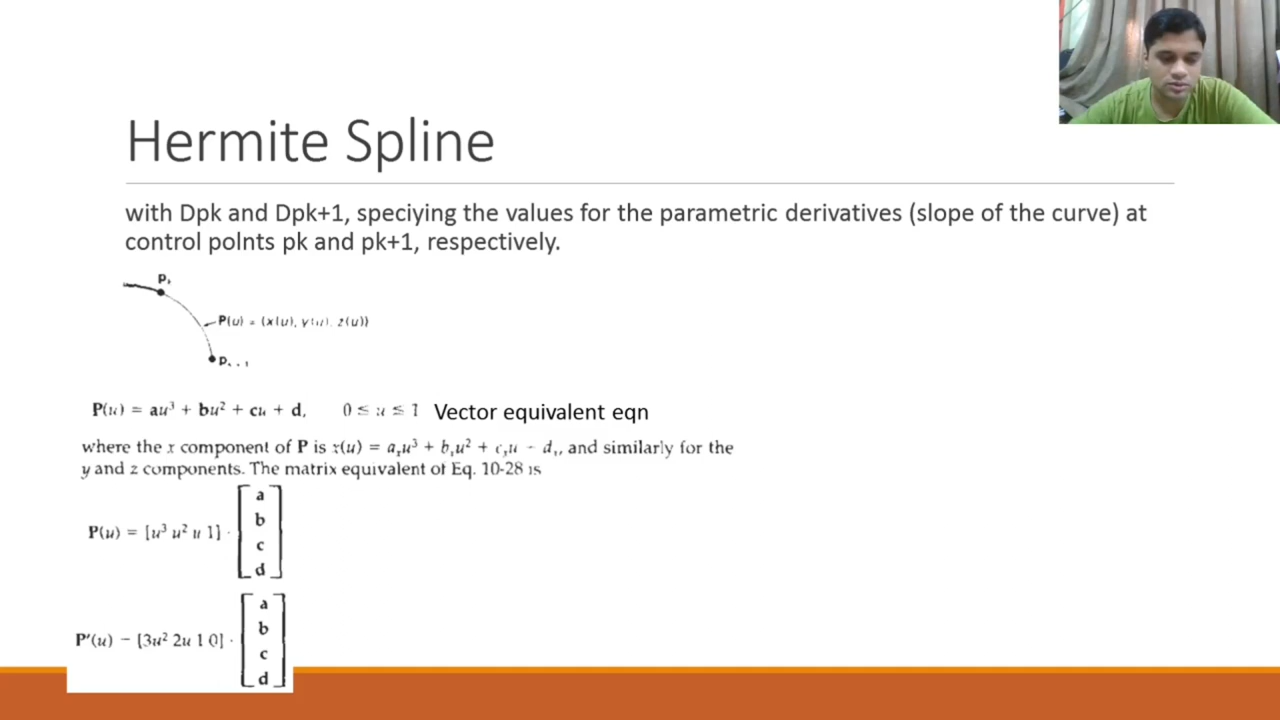 Hermite Spline
with Dpk and Dpk+1, speciying the values for the parametric derivatives (slope of the curve) at
control polnts pk and pk+1, respectively.
P(u) = (x(u), y(u), z(u))
P(u) = au³ + bu² + cu + d, 0 ≤ u ≤ 1 Vector equivalent eqn
where the x component of P is x(u) = aₓu³ + bₓu² + cₓu + dₓ, and similarly for the
y and z components. The matrix equivalent of Eq. 10-28 is
P(u) = [u³ u² u 1] ·
a
b
c
d
P′(u) = [3u² 2u 1 0] ·
a
b
c
d